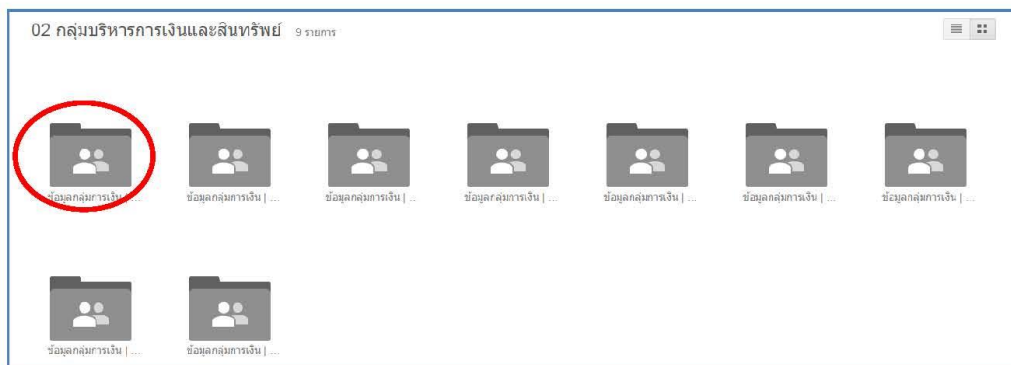 02 กลุ่มบริหารการเงินและสินทรัพย์ 9 รายการ
ข้อมูลกลุ่มการเงิน | ... ข้อมูลกลุ่มการเงิน | ... ข้อมูลกลุ่มการเงิน | .. ข้อมูลกลุ่มการเงิน | ... ข้อมูลกลุ่มการเงิน | ... ข้อมูลกลุ่มการเงิน | ... ข้อมูลกลุ่มการเงิน | ...
ข้อมูลกลุ่มการเงิน | ... ข้อมูลกลุ่มการเงิน | ...